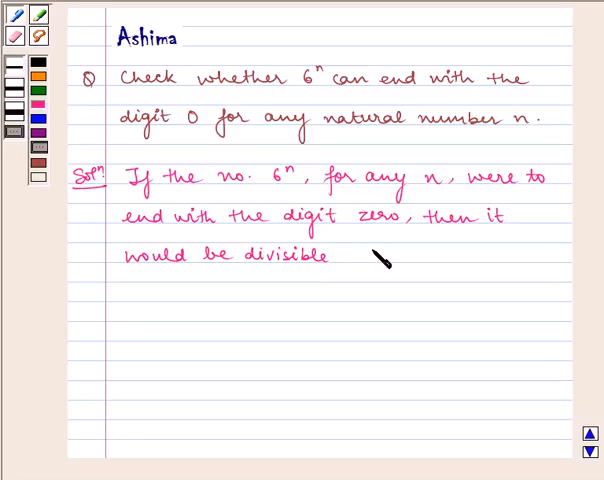 Ashima
Q Check whether 6ⁿ can end with the
digit 0 for any natural number n.
Solⁿ: If the no. 6ⁿ, for any n, were to
end with the digit zero, then it
would be divisible